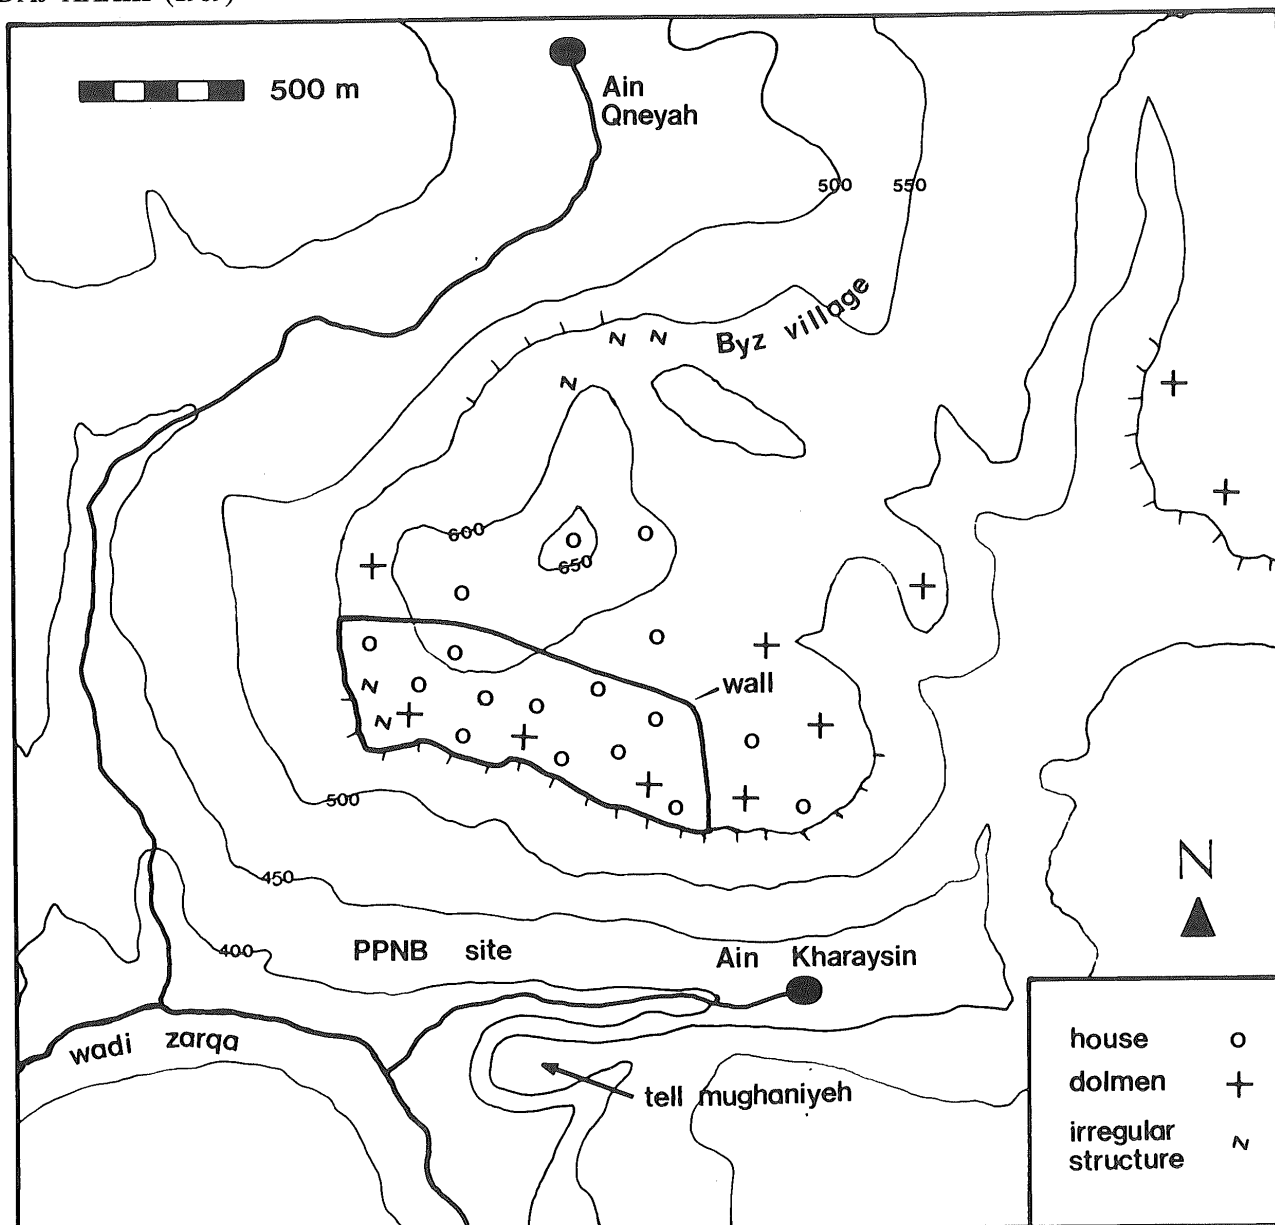 500 m
Ain
Qneyah
500 550
Byz village
600
650
wall
500
450
400
PPNB site
Ain Kharaysin
wadi zarqa
tell mughaniyeh
N
house o
dolmen +
irregular
structure N